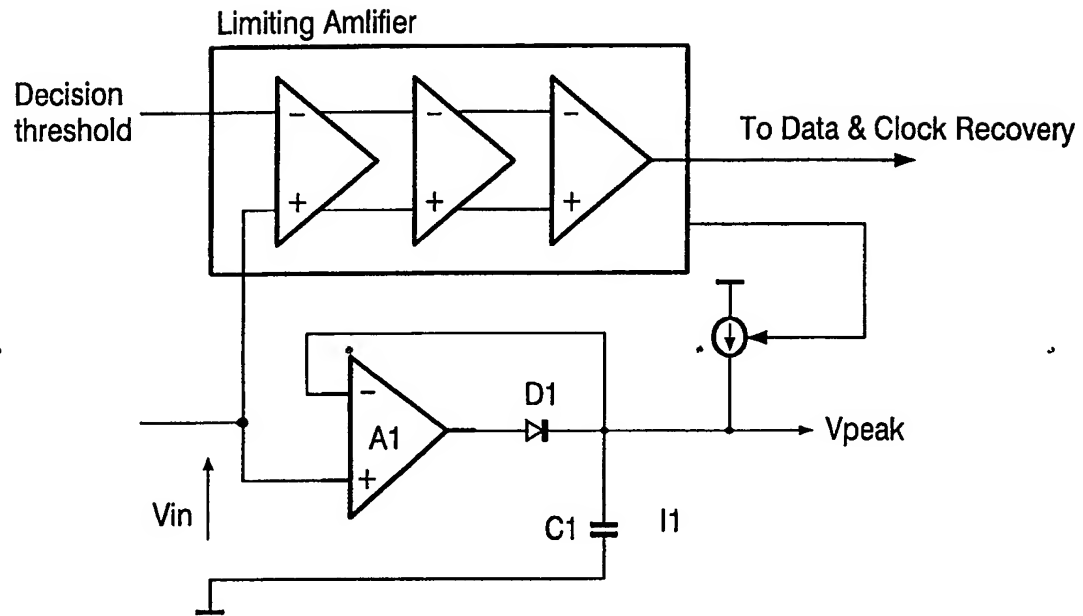 Limiting Amlifier
Decision
threshold
−
−
−
To Data & Clock Recovery
+
+
+
D1
−
A1
Vpeak
+
Vin
C1
I1